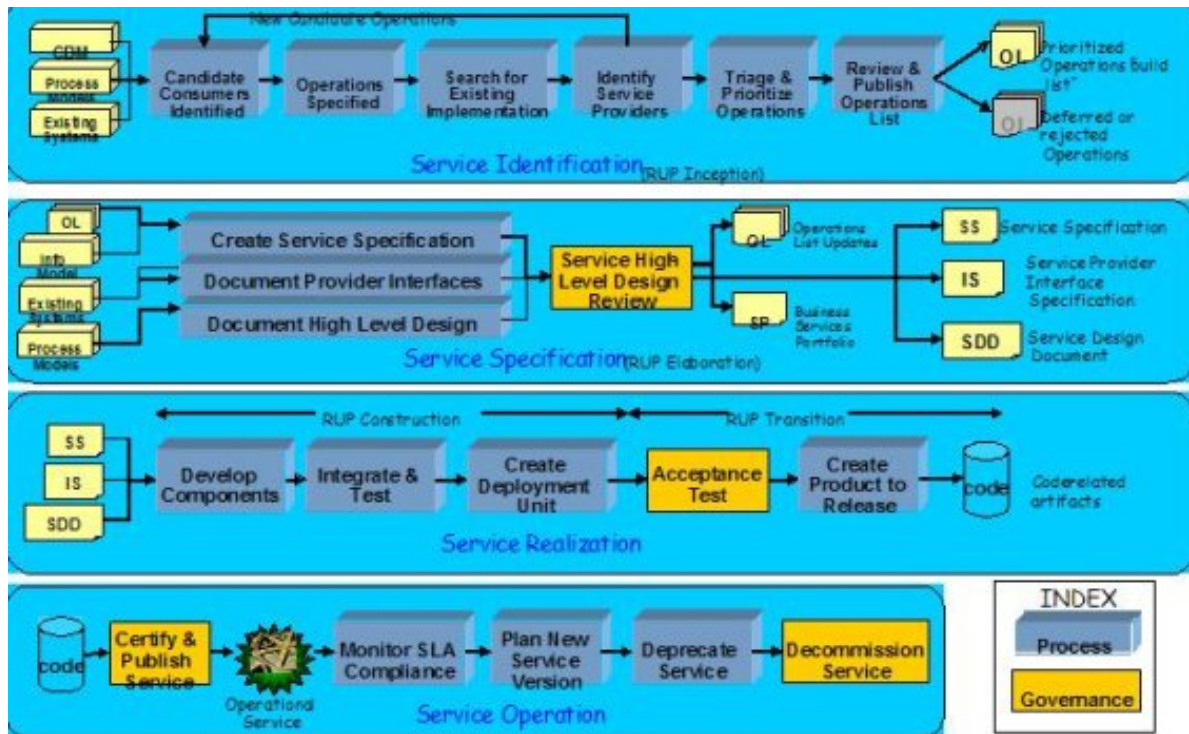 New Candidate Operations
CDM
Process Models
Existing
Systems
Candidate
Consumers
Identified
Operations
Specified
Search for
Existing
Implementation
Identify
Service
Providers
Triage &
Prioritize
Operations
Review &
Publish
Operations
List
OL
Prioritized
Operations Build
List"
OL
Deferred or
rejected
Operations
Service Identification
(RUP Inception)
OL
Info
Model
Existing
Systems
Process
Models
Create Service Specification
Document Provider Interfaces
Document High Level Design
Service High
Level Design
Review
OL
Operations
List Updates
SP
Business
Services
Portfolio
SS
Service Specification
IS
Service Provider
Interface
Specification
SDD
Service Design
Document
Service Specification
(RUP Elaboration)
RUP Construction
RUP Transition
SS
IS
SDD
Develop
Components
Integrate &
Test
Create
Deployment
Unit
Acceptance
Test
Create
Product to
Release
code
Coderelated
artifacts
Service Realization
code
Certify &
Publish
Service
Operational
Service
Monitor SLA
Compliance
Plan New
Service
Version
Deprecate
Service
Decommission
Service
Service Operation
INDEX
Process
Governance